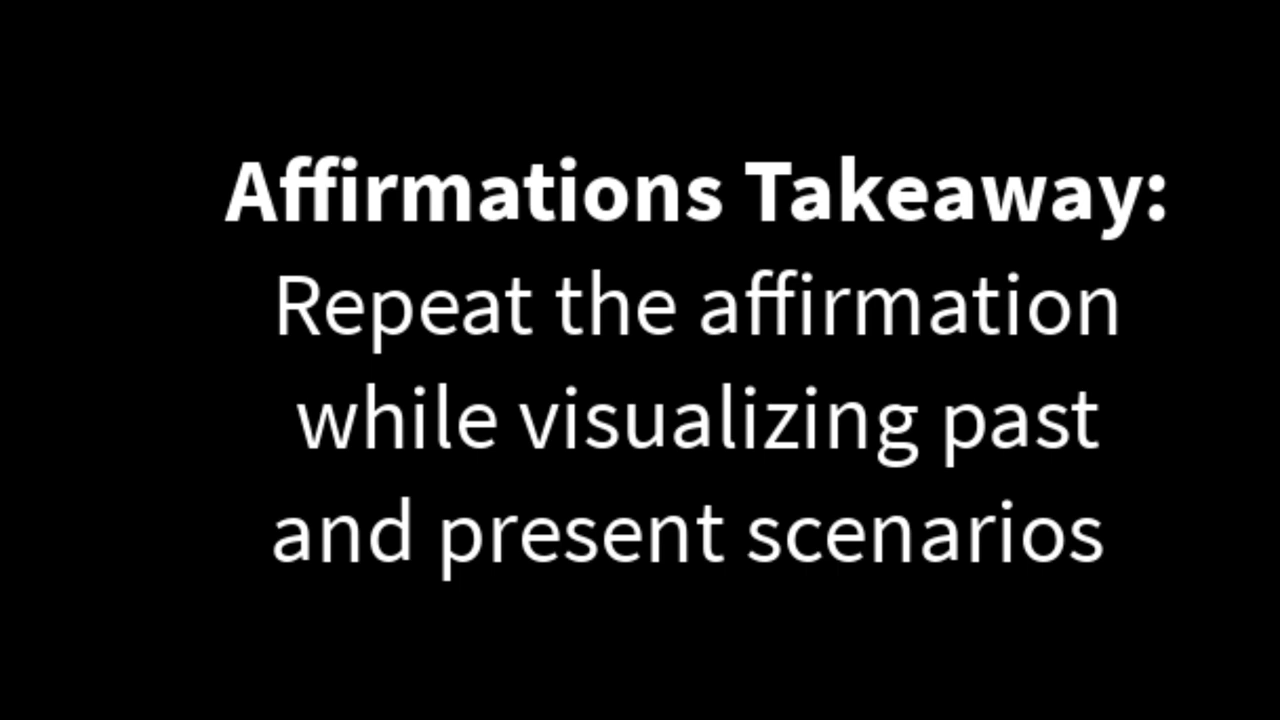 Affirmations Takeaway:
Repeat the affirmation
while visualizing past
and present scenarios